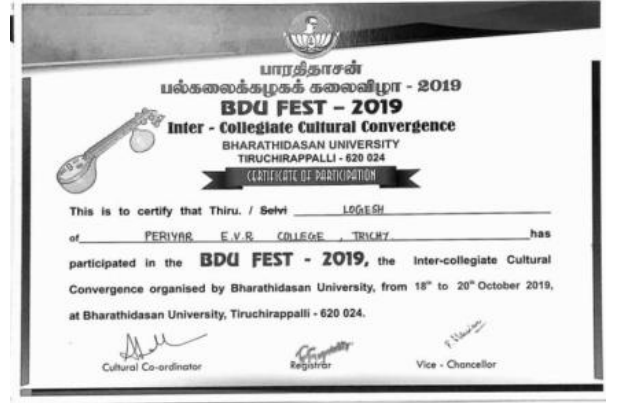 பாரதிதாசன்
பல்கலைக்கழகக் கலைவிழா - 2019
BDU FEST – 2019
Inter - Collegiate Cultural Convergence
BHARATHIDASAN UNIVERSITY
TIRUCHIRAPPALLI - 620 024
CERTIFICATE OF PARTICIPATION
This is to certify that Thiru. / Selvi LOGESH
of PERIYAR E.V.R COLLEGE , TRICHY. has
participated in the BDU FEST - 2019, the Inter-collegiate Cultural
Convergence organised by Bharathidasan University, from 18th to 20th October 2019,
at Bharathidasan University, Tiruchirappalli - 620 024.
Cultural Co-ordinator Registrar Vice - Chancellor